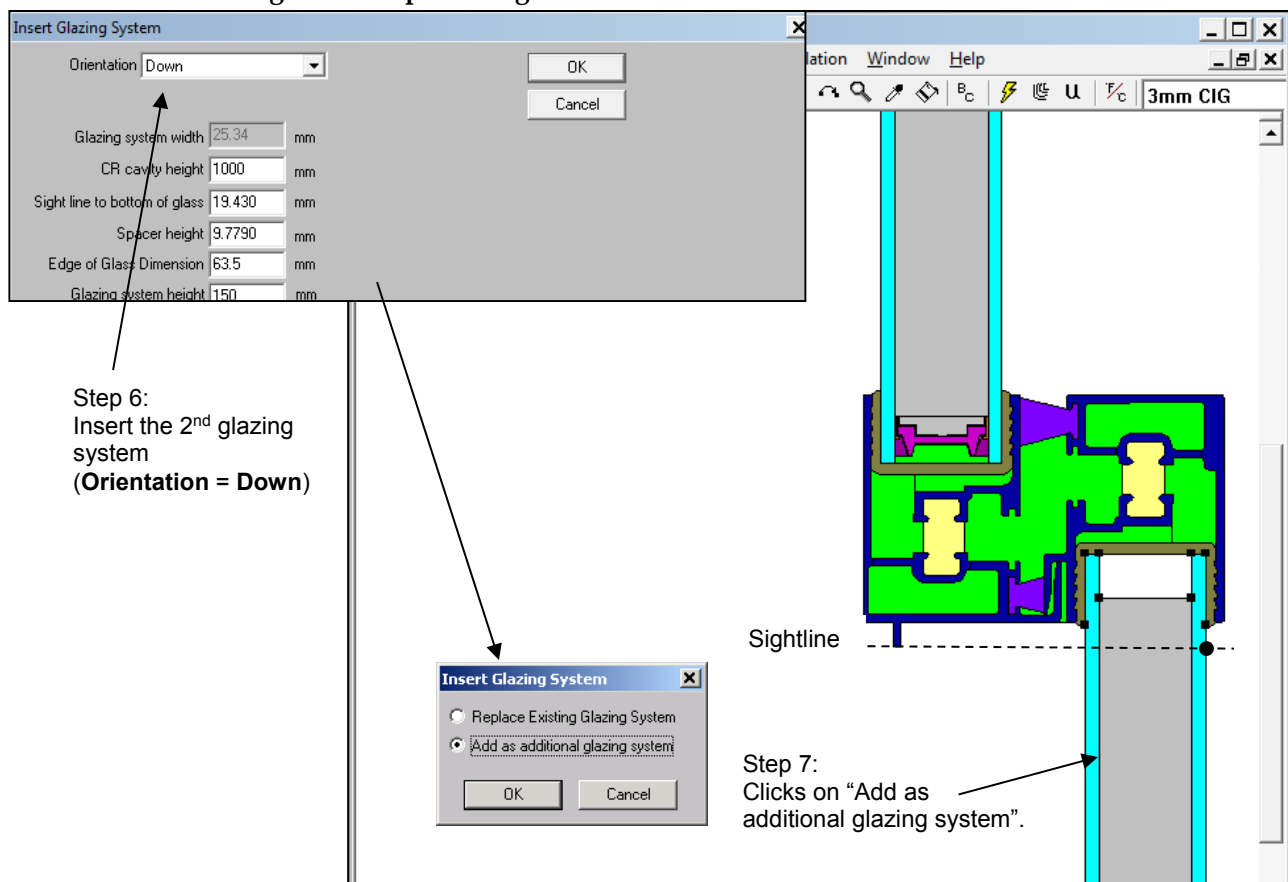 Insert Glazing System
Orientation Down
OK
Cancel
Glazing system width 25.34 mm
CR cavity height 1000 mm
Sight line to bottom of glass 19.430 mm
Spacer height 9.7790 mm
Edge of Glass Dimension 63.5 mm
Glazing system height 150 mm
lation Window Help
BC U F/C 3mm CIG
Step 6:
Insert the 2nd glazing
system
(Orientation = Down)
Sightline
Insert Glazing System
Replace Existing Glazing System
Add as additional glazing system
OK Cancel
Step 7:
Clicks on “Add as
additional glazing system”.